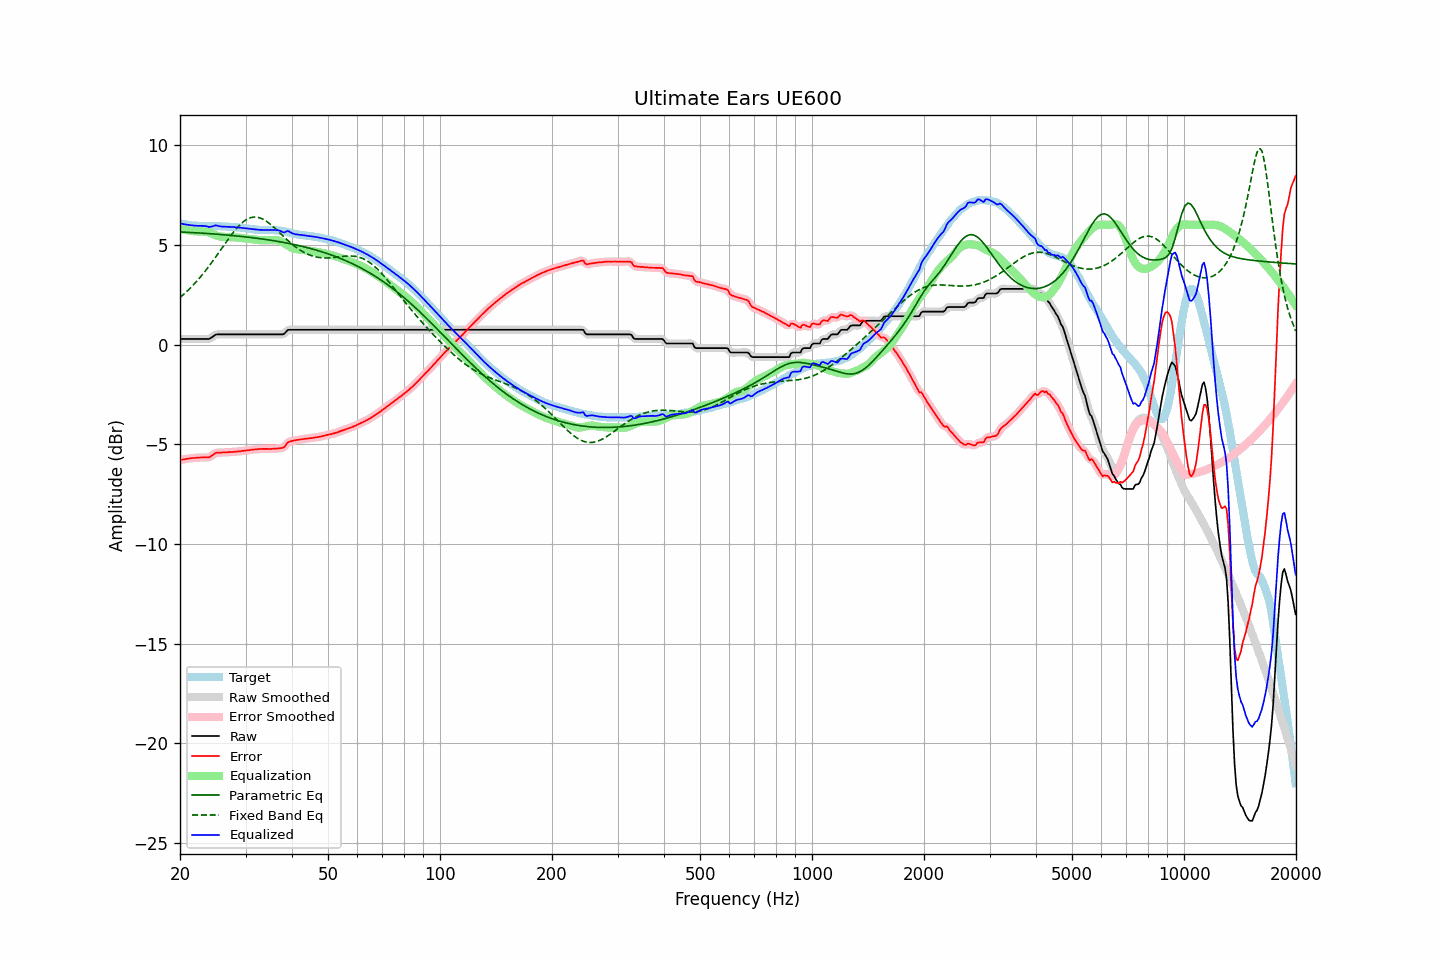 Ultimate Ears UE600
10
5
0
−5
−10
−15
−20
−25
Amplitude (dBr)
Target
Raw Smoothed
Error Smoothed
Raw
Error
Equalization
Parametric Eq
Fixed Band Eq
Equalized
20
50
100
200
500
1000
2000
5000
10000
20000
Frequency (Hz)